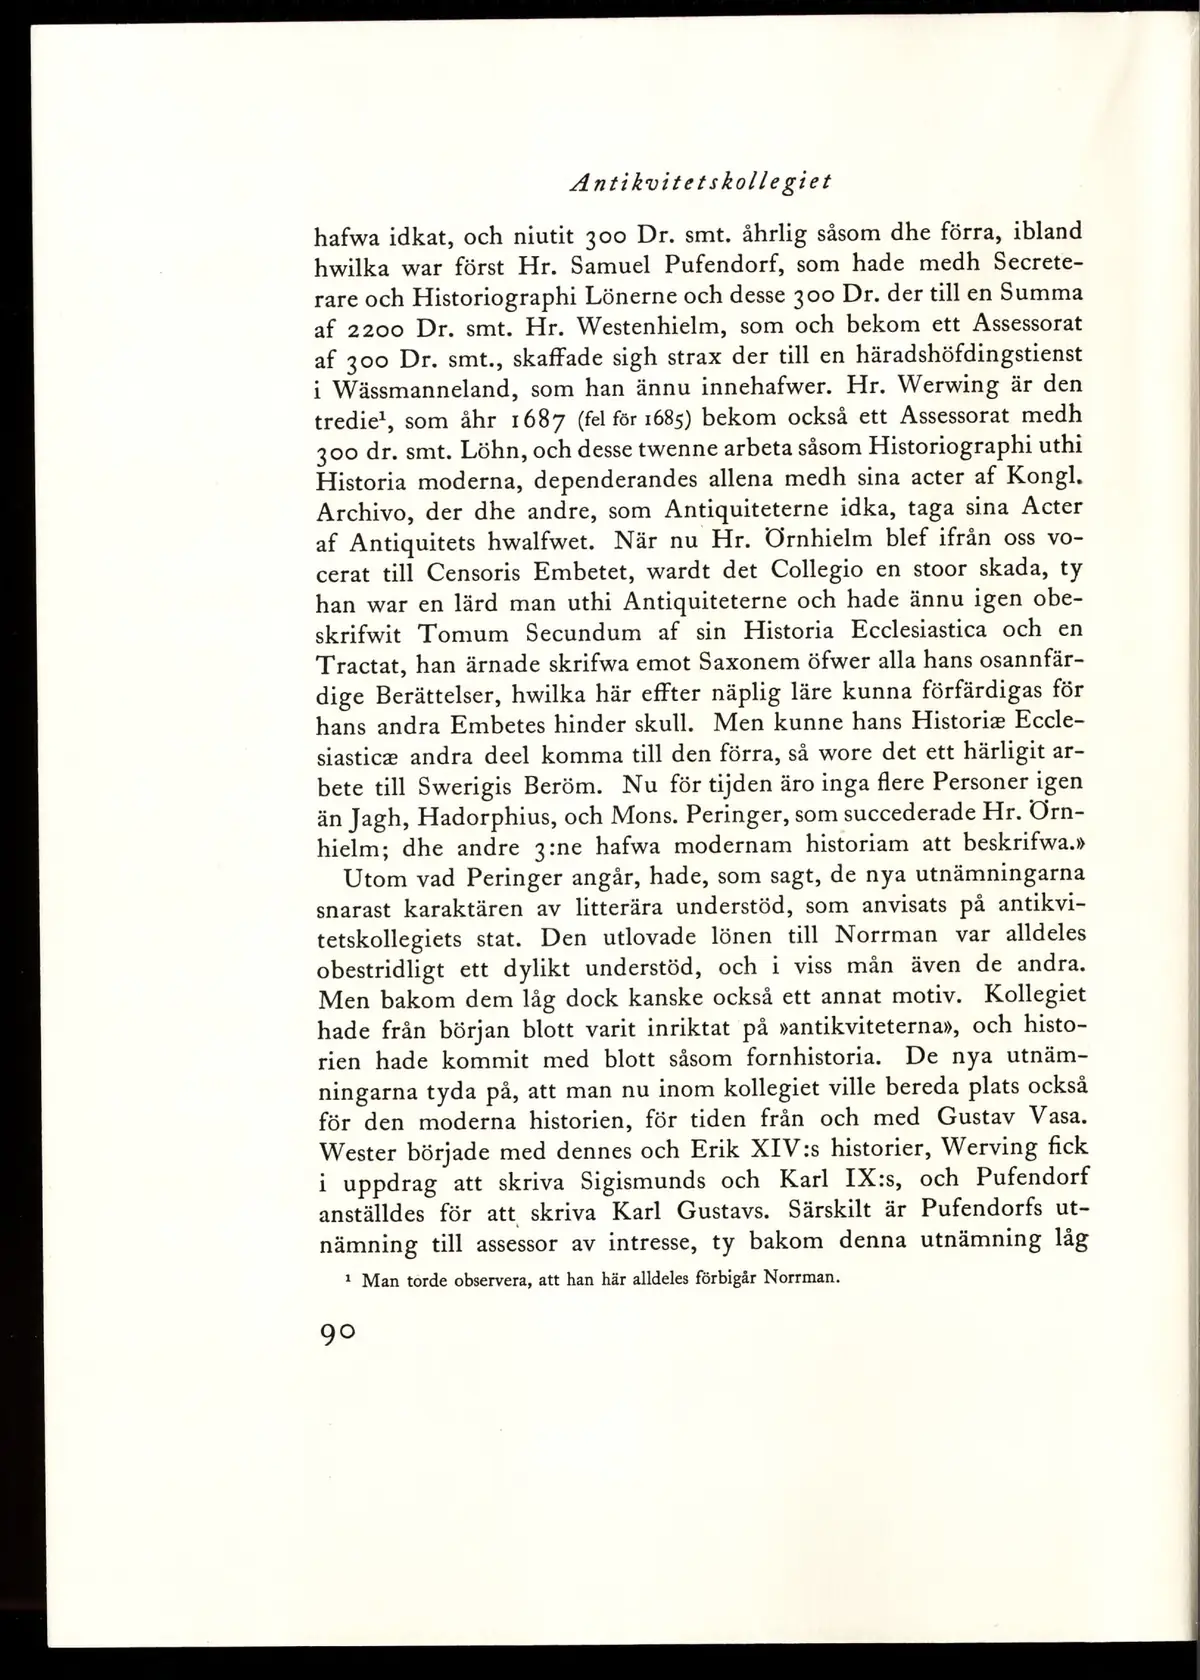 Antikvitetskollegiet
hafwa idkat, och niutit 300 Dr. smt. åhrlig såsom dhe förra, ibland
hwilka war först Hr. Samuel Pufendorf, som hade medh Secrete-
rare och Historiographi Lönerne och desse 300 Dr. der till en Summa
af 2200 Dr. smt. Hr. Westenhielm, som och bekom ett Assessorat
af 300 Dr. smt., skaffade sigh strax der till en häradshöfdingstienst
i Wässmanneland, som han ännu innehafwer. Hr. Werwing är den
tredie¹, som åhr 1687 (fel för 1685) bekom också ett Assessorat medh
300 dr. smt. Löhn, och desse twenne arbeta såsom Historiographi uthi
Historia moderna, dependerandes allena medh sina acter af Kongl.
Archivo, der dhe andre, som Antiquiteterne idka, taga sina Acter
af Antiquitets hwalfwet. När nu Hr. Örnhielm blef ifrån oss vo-
cerat till Censoris Embetet, wardt det Collegio en stoor skada, ty
han war en lärd man uthi Antiquiteterne och hade ännu igen obe-
skrifwit Tomum Secundum af sin Historia Ecclesiastica och en
Tractat, han ärnade skrifwa emot Saxonem öfwer alla hans osannfär-
dige Berättelser, hwilka här effter näplig läre kunna förfärdigas för
hans andra Embetes hinder skull. Men kunne hans Historiæ Eccle-
siasticæ andra deel komma till den förra, så wore det ett härligit ar-
bete till Swerigis Beröm. Nu för tijden äro inga flere Personer igen
än Jagh, Hadorphius, och Mons. Peringer, som succederade Hr. Örn-
hielm; dhe andre 3:ne hafwa modernam historiam att beskrifwa.»
Utom vad Peringer angår, hade, som sagt, de nya utnämningarna
snarast karaktären av litterära understöd, som anvisats på antikvi-
tetskollegiets stat. Den utlovade lönen till Norrman var alldeles
obestridligt ett dylikt understöd, och i viss mån även de andra.
Men bakom dem låg dock kanske också ett annat motiv. Kollegiet
hade från början blott varit inriktat på »antikviteterna», och histo-
rien hade kommit med blott såsom fornhistoria. De nya utnäm-
ningarna tyda på, att man nu inom kollegiet ville bereda plats också
för den moderna historien, för tiden från och med Gustav Vasa.
Wester började med dennes och Erik XIV:s historier, Werving fick
i uppdrag att skriva Sigismunds och Karl IX:s, och Pufendorf
anställdes för att skriva Karl Gustavs. Särskilt är Pufendorfs ut-
nämning till assessor av intresse, ty bakom denna utnämning låg
¹ Man torde observera, att han här alldeles förbigår Norrman.
90